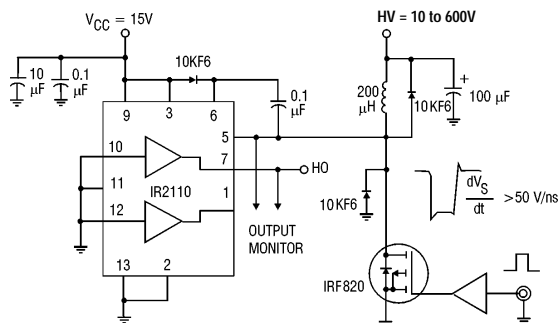 VCC = 15V
HV = 10 to 600V
10 μF
0.1 μF
10KF6
0.1 μF
200 μH
10KF6
+
100 μF
9
3
6
5
7
1
10
11
12
13
2
IR2110
HO
OUTPUT MONITOR
10KF6
dVS
dt
>50 V/ns
IRF820